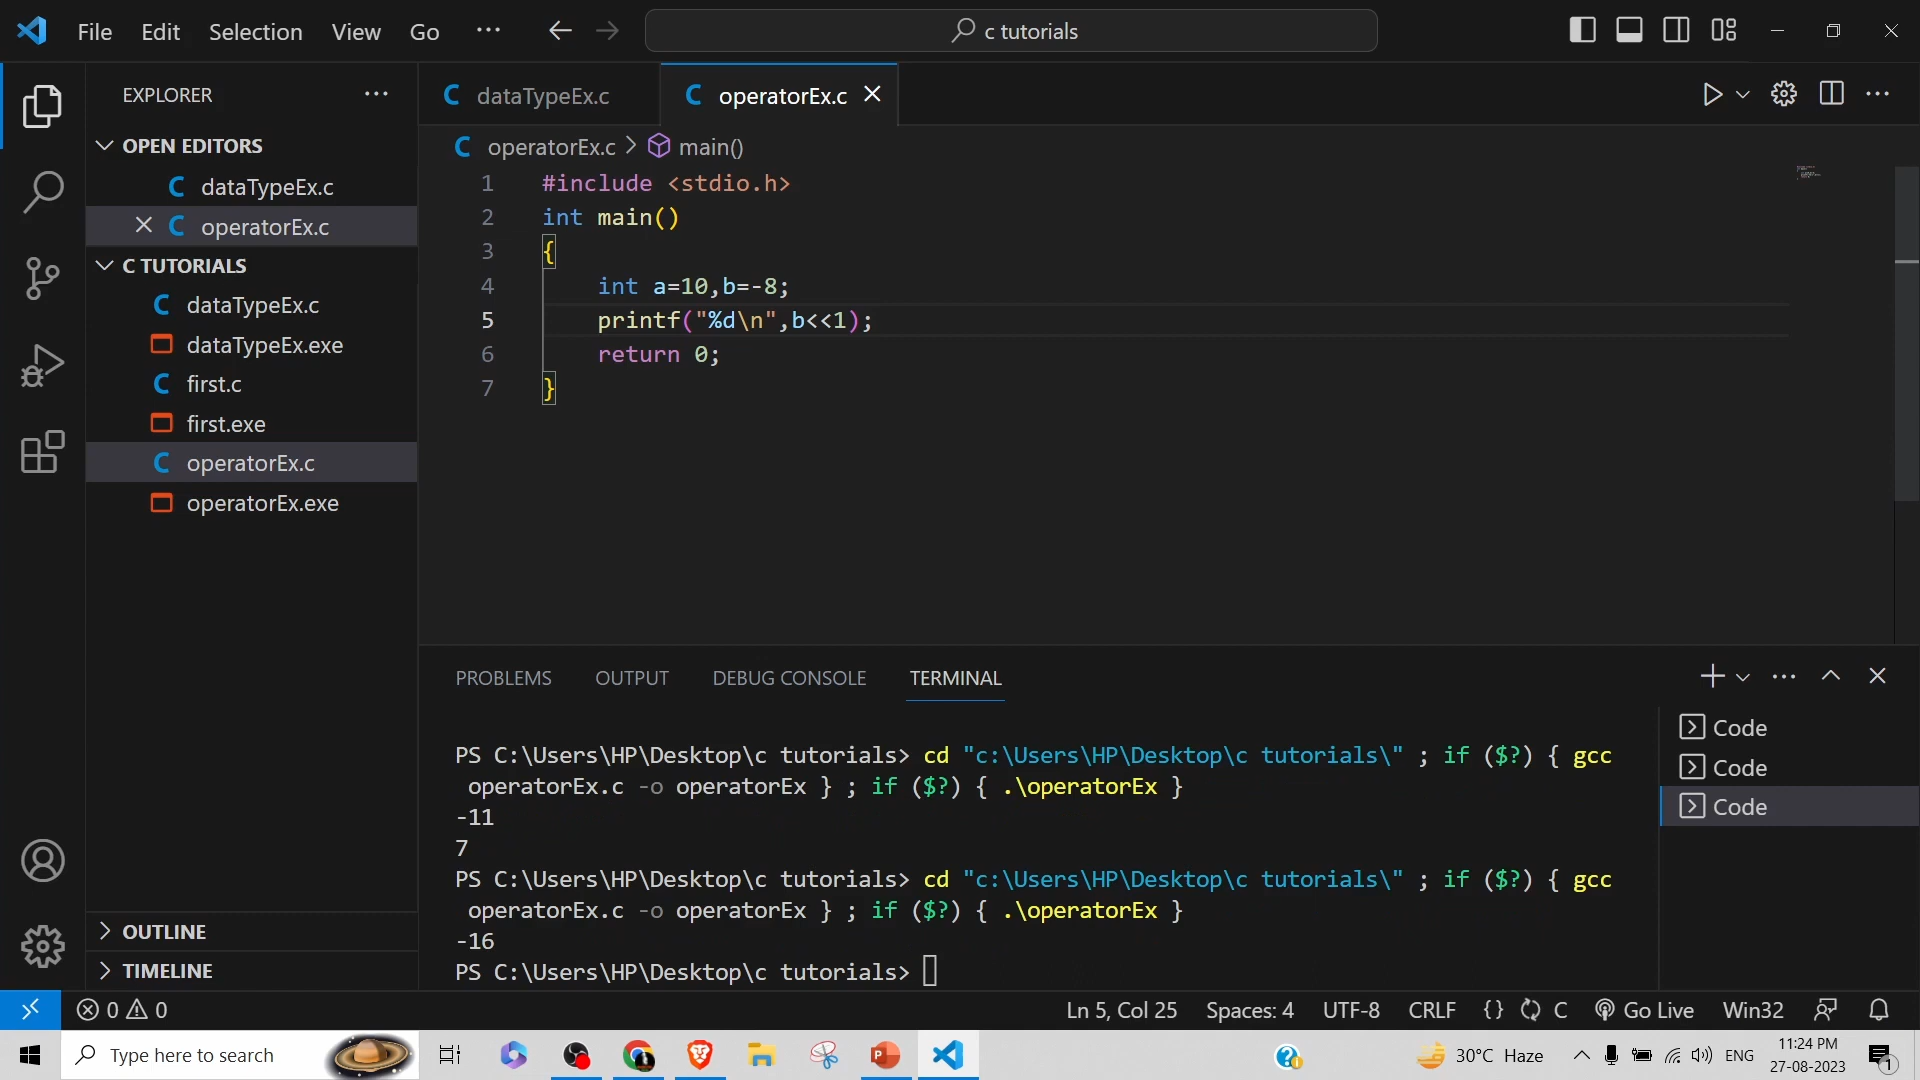 File Edit Selection View Go ··· c tutorials
EXPLORER ···
OPEN EDITORS
C dataTypeEx.c
C operatorEx.c
C TUTORIALS
C dataTypeEx.c
dataTypeEx.exe
C first.c
first.exe
C operatorEx.c
operatorEx.exe
OUTLINE
TIMELINE
C dataTypeEx.c C operatorEx.c
C operatorEx.c > main()
1 #include <stdio.h>
2 int main()
3 {
4 int a=10,b=-8;
5 printf("%d\n",b<<1);
6 return 0;
7 }
PROBLEMS OUTPUT DEBUG CONSOLE TERMINAL
PS C:\Users\HP\Desktop\c tutorials> cd "c:\Users\HP\Desktop\c tutorials\" ; if ($?) { gcc
operatorEx.c -o operatorEx } ; if ($?) { .\operatorEx }
-11
7
PS C:\Users\HP\Desktop\c tutorials> cd "c:\Users\HP\Desktop\c tutorials\" ; if ($?) { gcc
operatorEx.c -o operatorEx } ; if ($?) { .\operatorEx }
-16
PS C:\Users\HP\Desktop\c tutorials>
Code
Code
Code
0 0 Ln 5, Col 25 Spaces: 4 UTF-8 CRLF {} C Go Live Win32
Type here to search 30°C Haze ENG 11:24 PM
27-08-2023
1